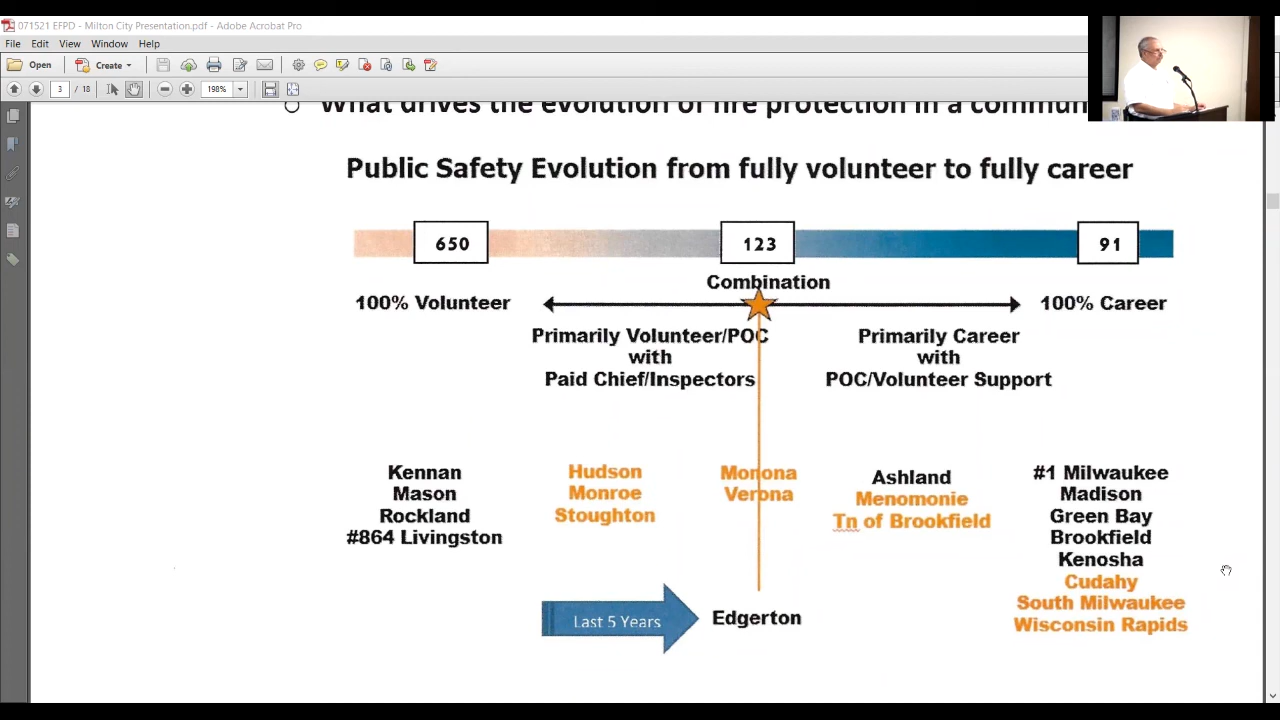 071521 EFPD - Milton City Presentation.pdf - Adobe Acrobat Pro
File Edit View Window Help
Open Create
3 / 18 198%
What drives the evolution of fire protection in a commun
Public Safety Evolution from fully volunteer to fully career
650 123 91
Combination
100% Volunteer 100% Career
Primarily Volunteer/POC
with
Paid Chief/Inspectors
Primarily Career
with
POC/Volunteer Support
Kennan
Mason
Rockland
#864 Livingston
Hudson
Monroe
Stoughton
Monona
Verona
Ashland
Menomonie
Tn of Brookfield
#1 Milwaukee
Madison
Green Bay
Brookfield
Kenosha
Cudahy
South Milwaukee
Wisconsin Rapids
Last 5 Years
Edgerton